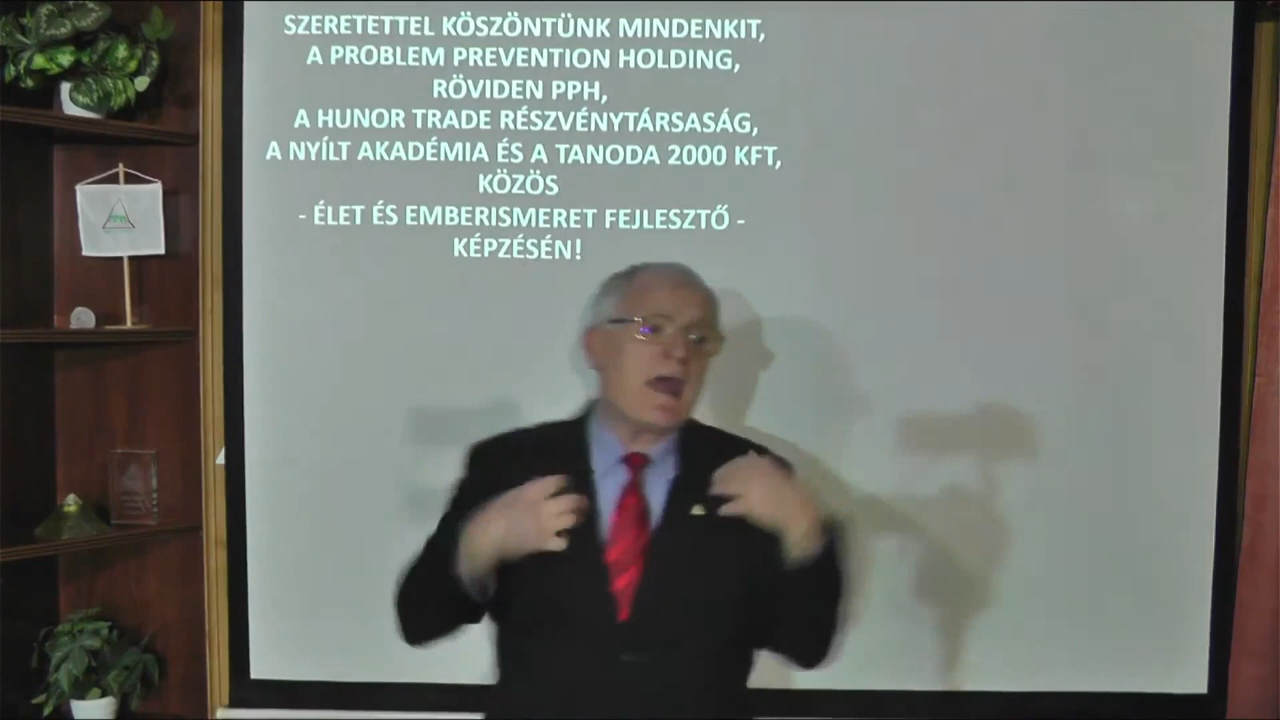 SZERETETTEL KÖSZÖNTÜNK MINDENKIT,
A PROBLEM PREVENTION HOLDING,
RÖVIDEN PPH,
A HUNOR TRADE RÉSZVÉNYTÁRSASÁG,
A NYÍLT AKADÉMIA ÉS A TANODA 2000 KFT,
KÖZÖS
- ÉLET ÉS EMBERISMERET FEJLESZTŐ -
KÉPZÉSÉN!